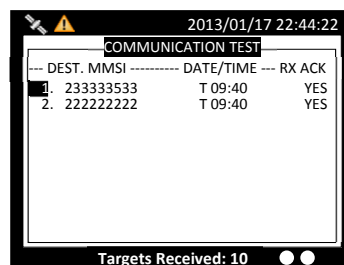 2013/01/17 22:44:22
COMMUNICATION TEST
--- DEST. MMSI ---------- DATE/TIME --- RX ACK
1. 233333533 T 09:40 YES
2. 222222222 T 09:40 YES
Targets Received: 10